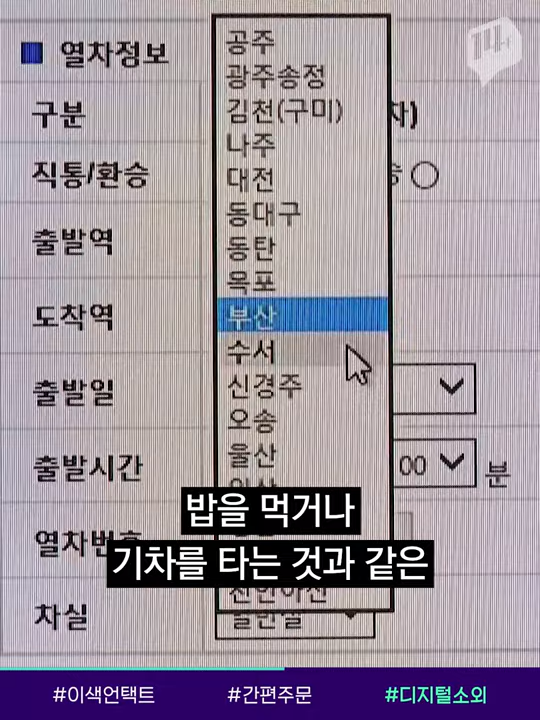 열차정보
구분
직통/환승
출발역
도착역
출발일
출발시간
차실
공주
광주송정
김천(구미)
나주
대전
동대구
동탄
목포
부산
수서
신경주
오송
울산
차)
00
분
밥을 먹거나
기차를 타는 것과 같은
#이색언택트
#간편주문
#디지털소외